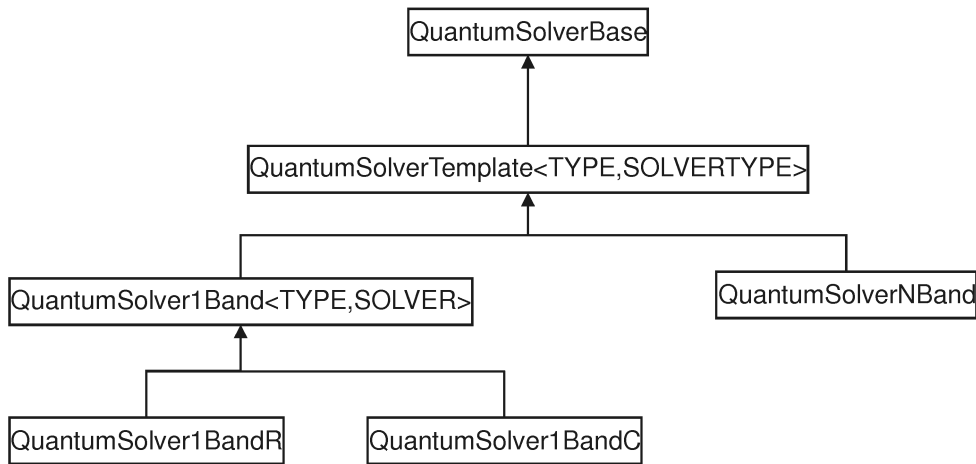 QuantumSolverBase
QuantumSolverTemplate<TYPE,SOLVERTYPE>
QuantumSolver1Band<TYPE,SOLVER>
QuantumSolverNBand
QuantumSolver1BandR
QuantumSolver1BandC